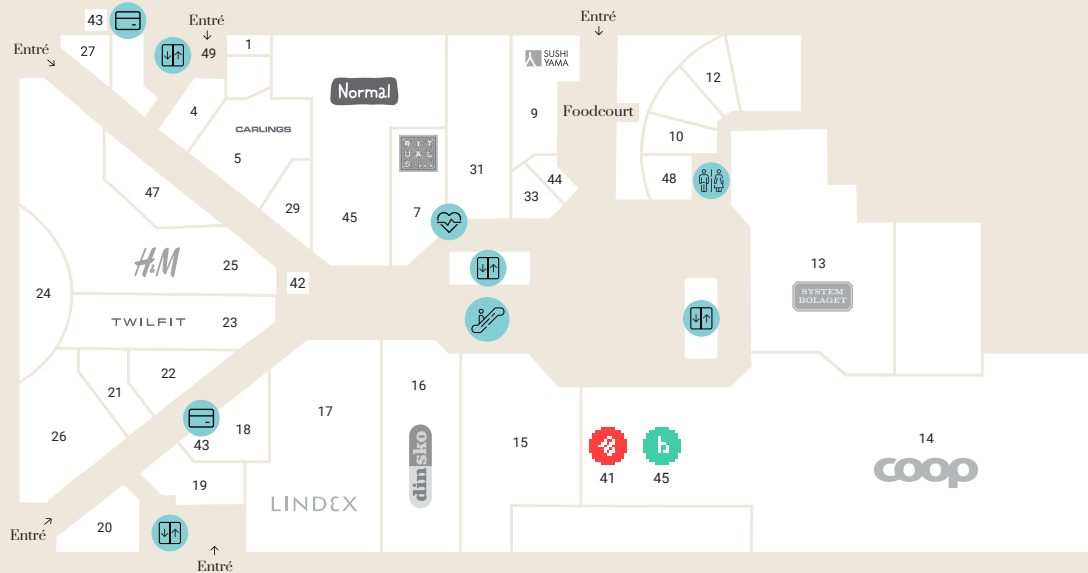 43
Entré
Entré
Entré
27
49
1
SUSHI
YAMA
12
Normal
4
9
Foodcourt
CARLINGS
10
5
RIT
UAL
S...
31
44
48
47
33
29
45
7
H&M
25
13
42
24
SYSTEM
BOLAGET
TWILFIT
23
22
21
16
17
18
26
43
dinsko
15
14
41
45
coop
19
LINDEX
20
Entré
Entré